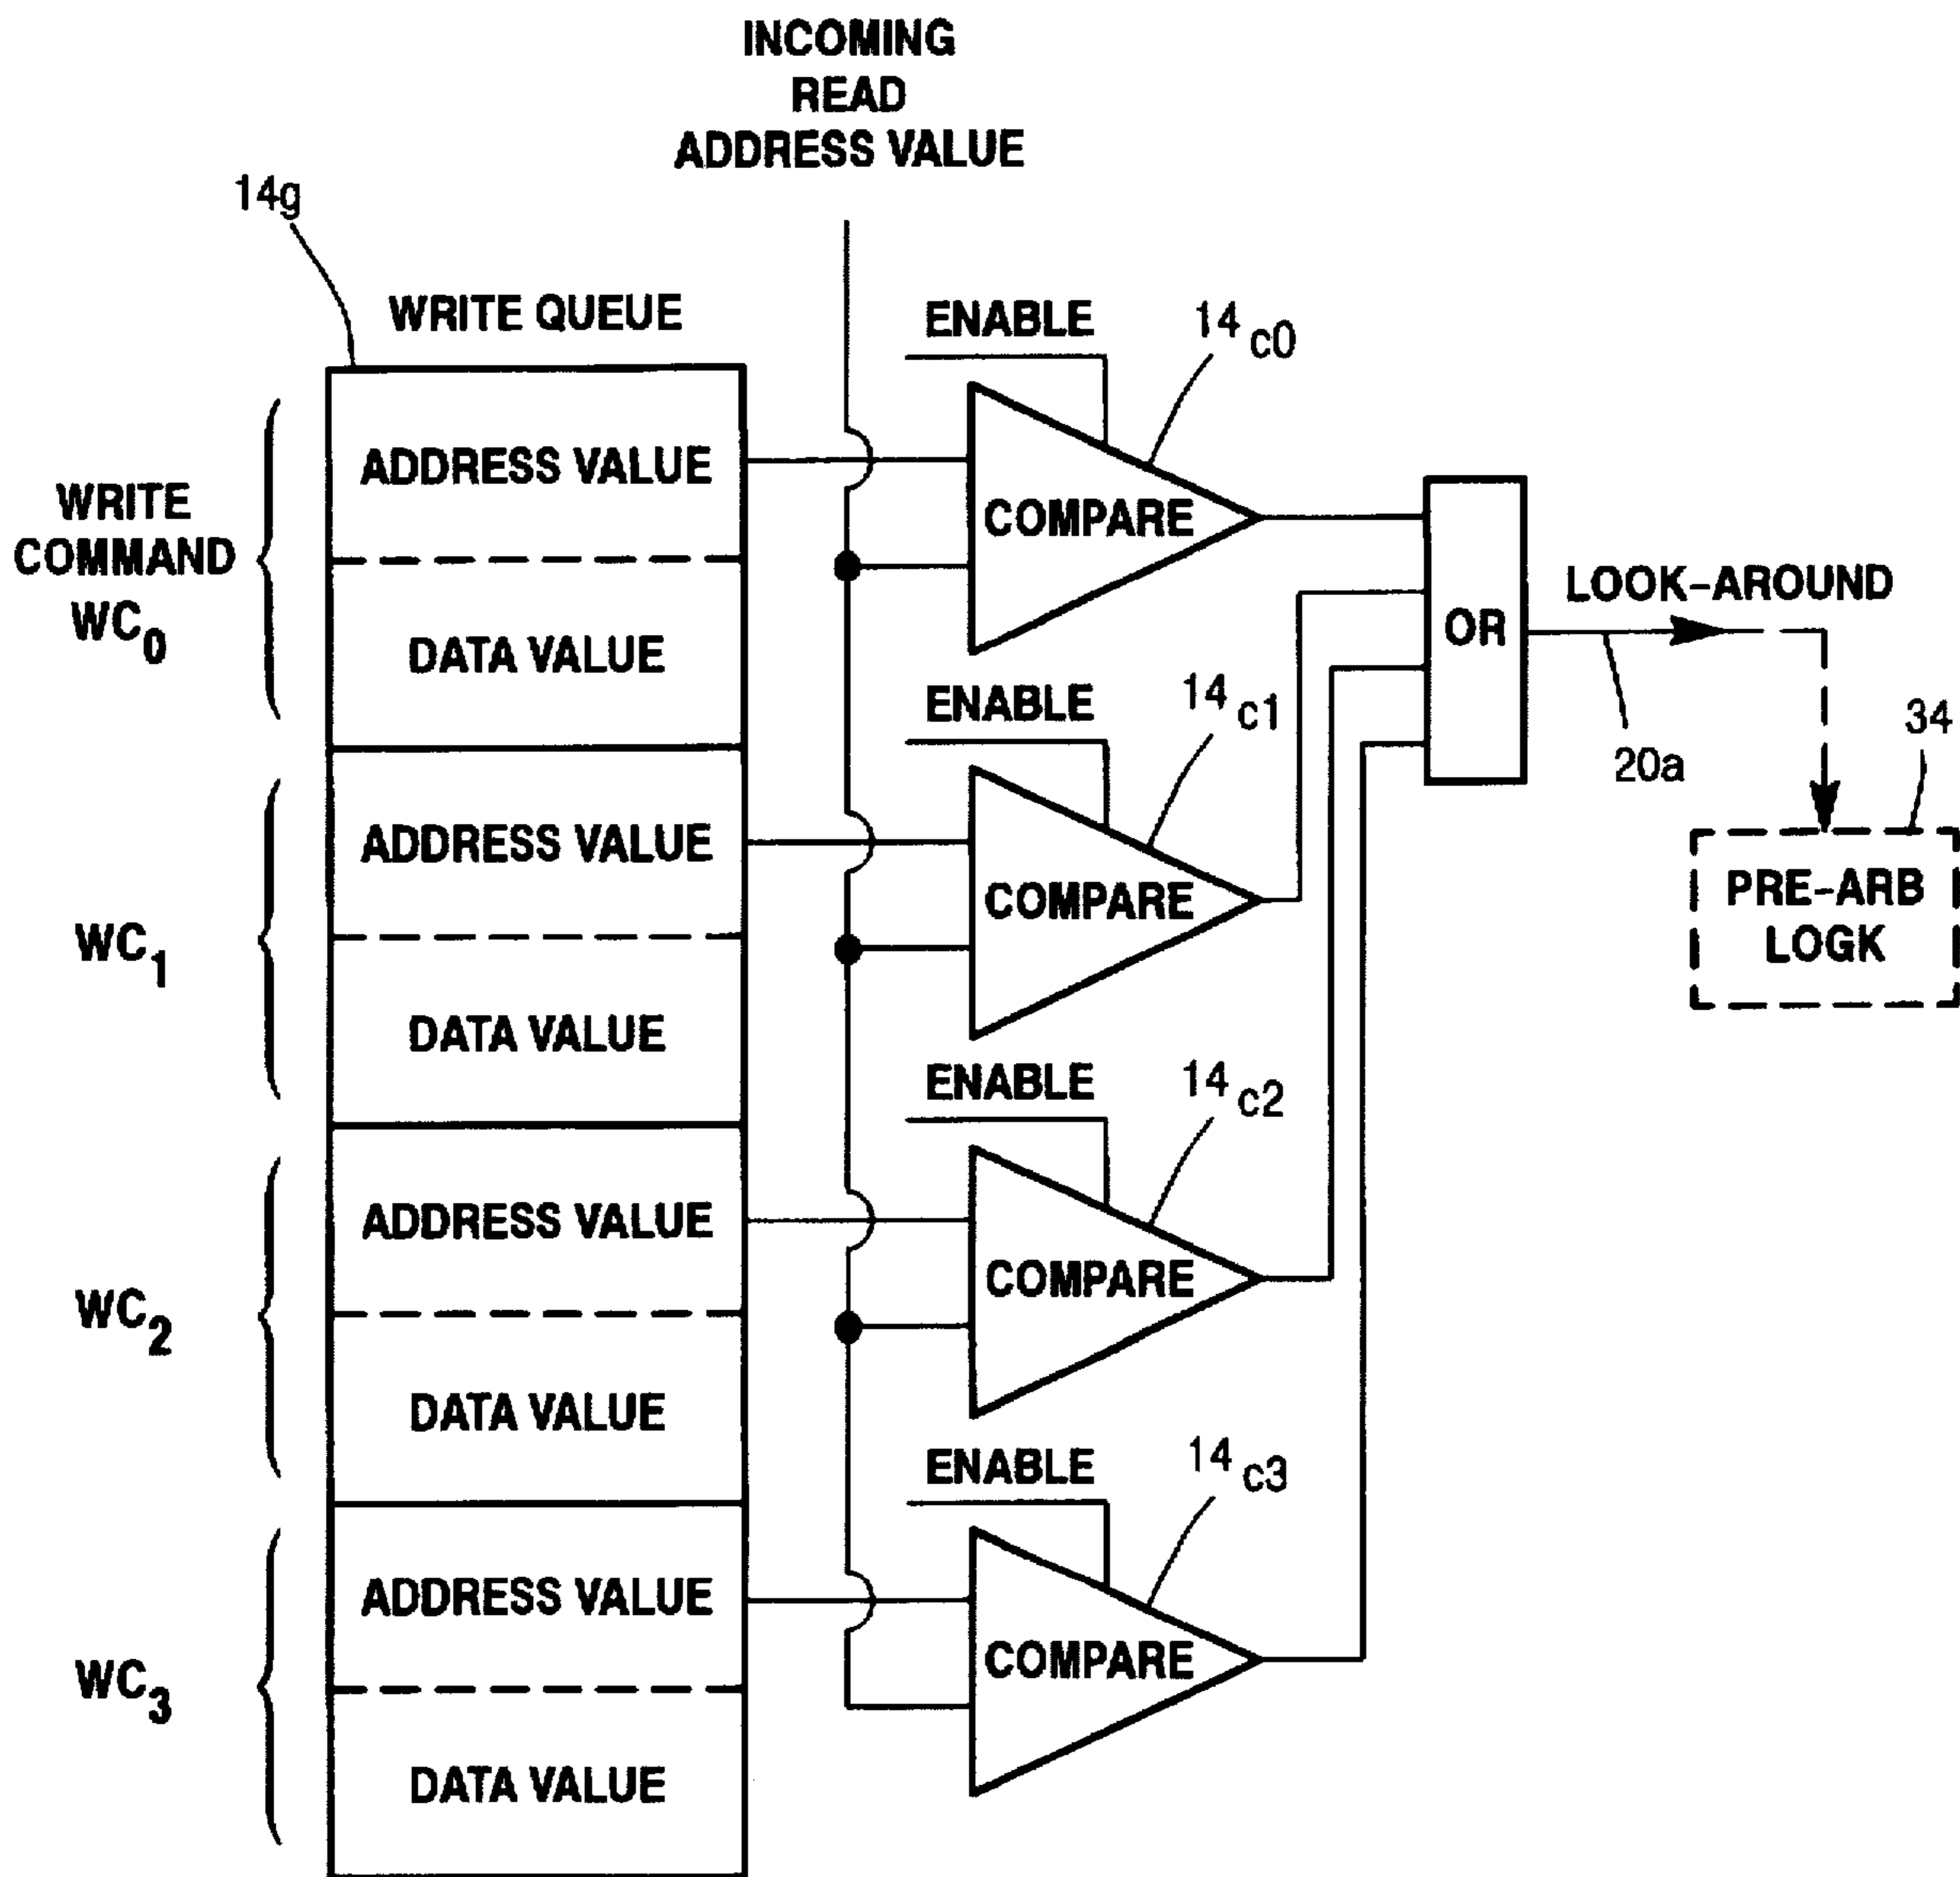 INCOMING
READ
ADDRESS VALUE
14g
WRITE QUEUE
ENABLE
14 c0
ADDRESS VALUE
COMPARE
WRITE
COMMAND
WC0
DATA VALUE
OR
LOOK-AROUND
20a
34
PRE-ARB
LOGK
ENABLE
14 c1
ADDRESS VALUE
COMPARE
WC1
DATA VALUE
ENABLE
14 c2
ADDRESS VALUE
COMPARE
WC2
DATA VALUE
ENABLE
14 c3
ADDRESS VALUE
COMPARE
WC3
DATA VALUE